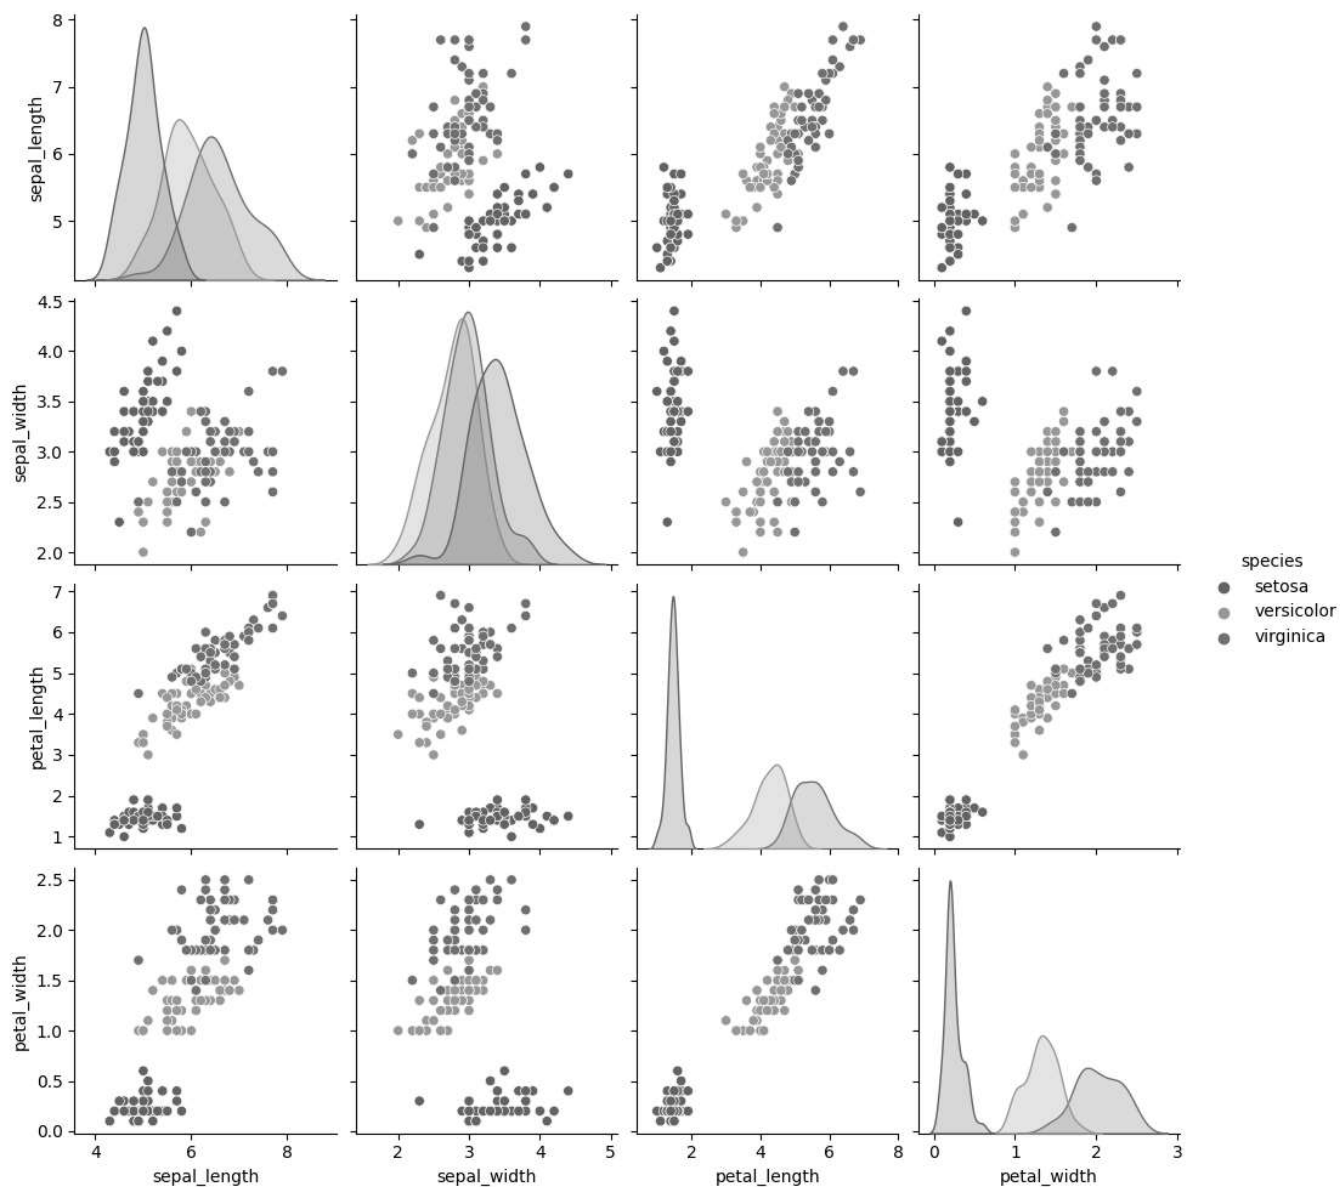 8
7
6
5
sepal_length
4.5
4.0
3.5
3.0
2.5
2.0
sepal_width
species
setosa
versicolor
virginica
7
6
5
4
3
2
1
petal_length
2.5
2.0
1.5
1.0
0.5
0.0
petal_width
4 6 8
2 3 4 5
2 4 6 8
0 1 2 3
sepal_length
sepal_width
petal_length
petal_width